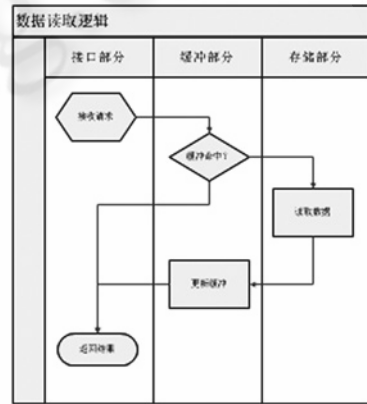 数据读取逻辑
接口部分
缓冲部分
存储部分
接收请求
缓冲命中？
读取数据
更新缓冲
返回结果